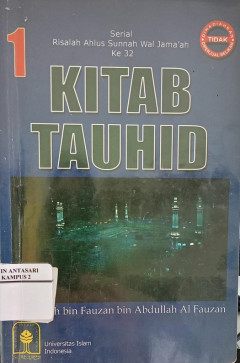 1
Serial
Risalah Ahlus Sunnah Wal Jama'ah
Ke 32
TIDAK
KITAB
TAUHID
IN ANTASARI
KAMPUS 2
h bin Fauzan bin Abdullah Al Fauzan
Universitas Islam
Indonesia